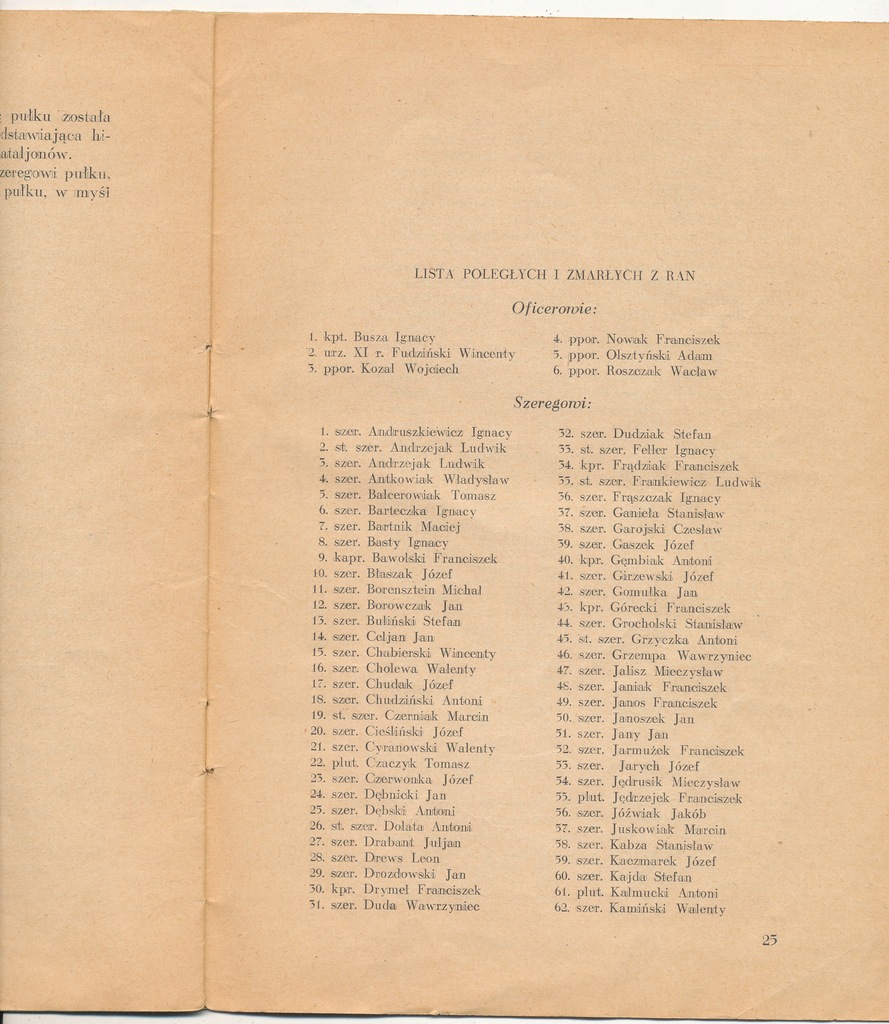 pułku została
dstawiająca hi-
ataljonów.
zeregowi pułku,
pułku, w myśl
LISTA POLEGŁYCH I ZMARŁYCH Z RAN
Oficerowie:
1. kpt. Busza Ignacy
2. urz. XI r. Fudziński Wincenty
3. ppor. Kozal Wojciech
4. ppor. Nowak Franciszek
5. ppor. Olsztyński Adam
6. ppor. Roszczak Wacław
Szeregowi:
1. szer. Andruszkiewicz Ignacy
2. st. szer. Andrzejak Ludwik
3. szer. Andrzejak Ludwik
4. szer. Antkowiak Władysław
5. szer. Balcerowiak Tomasz
6. szer. Barteczka Ignacy
7. szer. Bartnik Maciej
8. szer. Basty Ignacy
9. kapr. Bawolski Franciszek
10. szer. Błaszak Józef
11. szer. Borensztein Michał
12. szer. Borowczak Jan
13. szer. Buliński Stefan
14. szer. Celjan Jan
15. szer. Chabierski Wincenty
16. szer. Cholewa Walenty
17. szer. Chudak Józef
18. szer. Chudziński Antoni
19. st. szer. Czerniak Marcin
20. szer. Cieśliński Józef
21. szer. Cyranowski Walenty
22. plut. Czaczyk Tomasz
23. szer. Czerwonka Józef
24. szer. Dębnicki Jan
25. szer. Dębski Antoni
26. st. szer. Dolata Antoni
27. szer. Drabant Juljan
28. szer. Drews Leon
29. szer. Drozdowski Jan
30. kpr. Drymel Franciszek
31. szer. Duda Wawrzyniec
32. szer. Dudziak Stefan
33. st. szer. Feller Ignacy
34. kpr. Frądziak Franciszek
35. st. szer. Frankiewicz Ludwik
36. szer. Frąszczak Ignacy
37. szer. Ganieła Stanisław
38. szer. Garojski Czesław
39. szer. Gaszek Józef
40. kpr. Gembiak Antoni
41. szer. Girzewski Józef
42. szer. Gomułka Jan
43. kpr. Górecki Franciszek
44. szer. Grocholski Stanisław
45. st. szer. Grzyczka Antoni
46. szer. Grzempa Wawrzyniec
47. szer. Jalisz Mieczysław
48. szer. Janiak Franciszek
49. szer. Janos Franciszek
50. szer. Janoszek Jan
51. szer. Jany Jan
52. szer. Jarmużek Franciszek
53. szer. Jarych Józef
54. szer. Jędrusik Mieczysław
55. plut. Jędrzejek Franciszek
56. szer. Jóźwiak Jakób
57. szer. Juskowiak Marcin
58. szer. Kabza Stanisław
59. szer. Kaczmarek Józef
60. szer. Kajda Stefan
61. plut. Kałmucki Antoni
62. szer. Kamiński Walenty
25